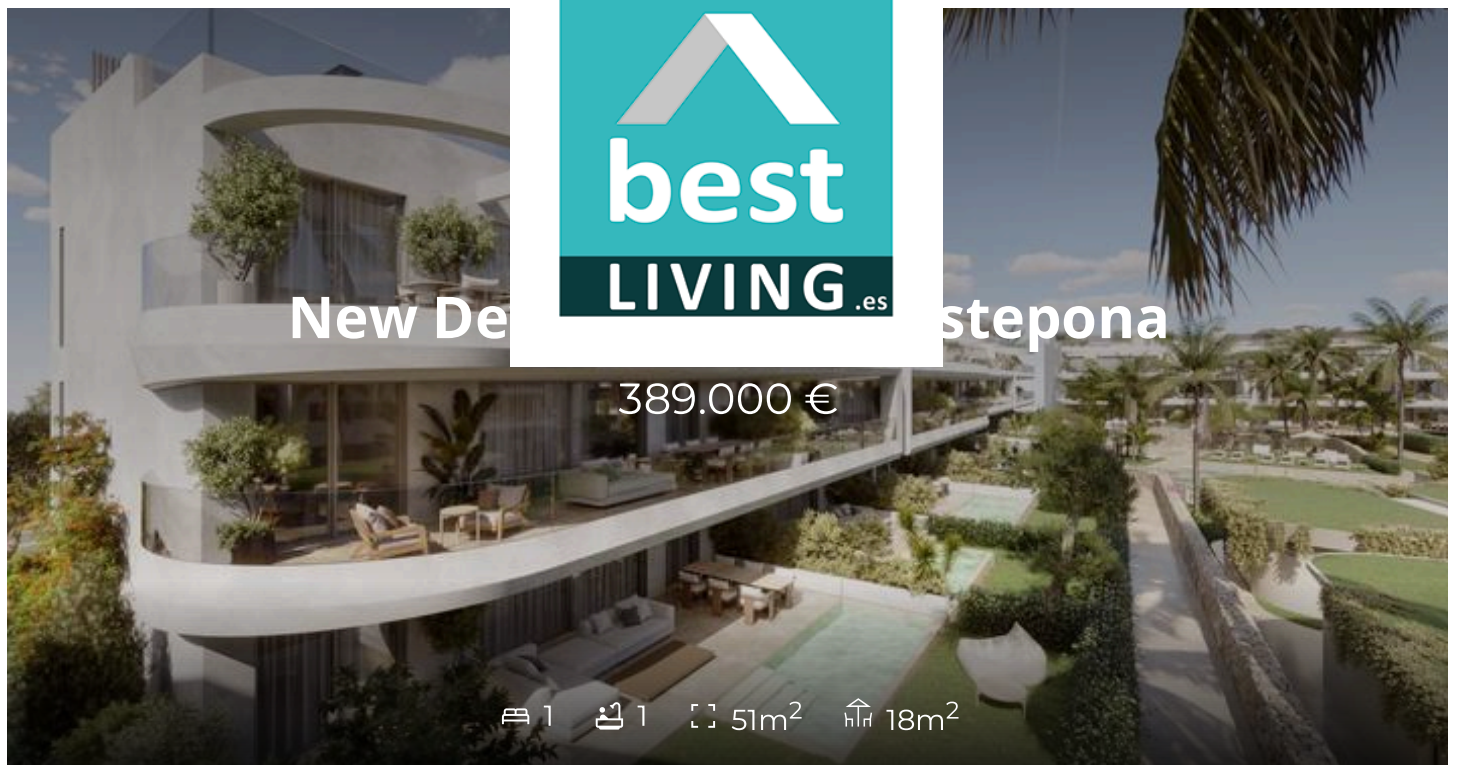 best
LIVING.es
New De stepona
389.000 €
1 1 51m² 18m²